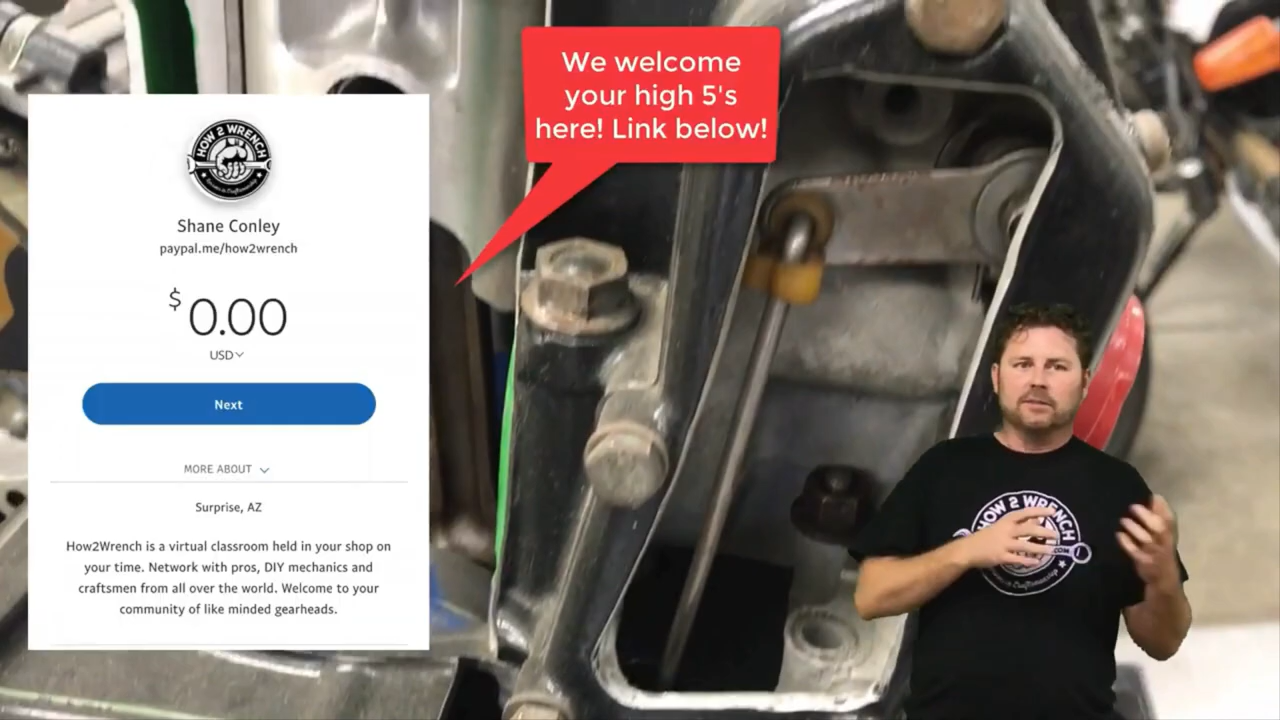 We welcome
your high 5's
here! Link below!
HOW 2 WRENCH
Shane Conley
paypal.me/how2wrench
$0.00
USD
Next
MORE ABOUT
Surprise, AZ
How2Wrench is a virtual classroom held in your shop on
your time. Network with pros, DIY mechanics and
craftsmen from all over the world. Welcome to your
community of like minded gearheads.
HOW 2 WRENCH
.COM
Craftsmanship